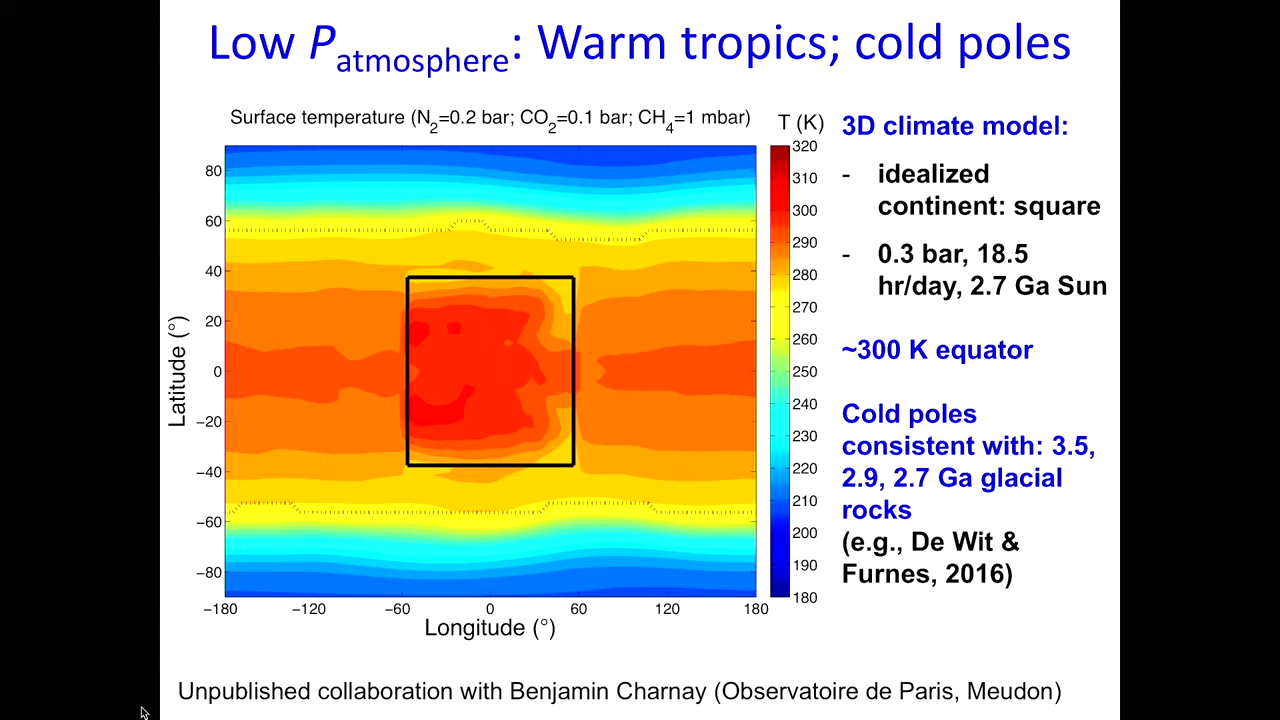 Low Patmosphere: Warm tropics; cold poles
Surface temperature (N2=0.2 bar; CO2=0.1 bar; CH4=1 mbar)
T (K)
320
310
300
290
280
270
260
250
240
230
220
210
200
190
180
80
60
40
20
0
−20
−40
−60
−80
Latitude (°)
−180 −120 −60 0 60 120 180
Longitude (°)
3D climate model:
- idealized
continent: square
- 0.3 bar, 18.5
hr/day, 2.7 Ga Sun
~300 K equator
Cold poles
consistent with: 3.5,
2.9, 2.7 Ga glacial
rocks
(e.g., De Wit &
Furnes, 2016)
Unpublished collaboration with Benjamin Charnay (Observatoire de Paris, Meudon)